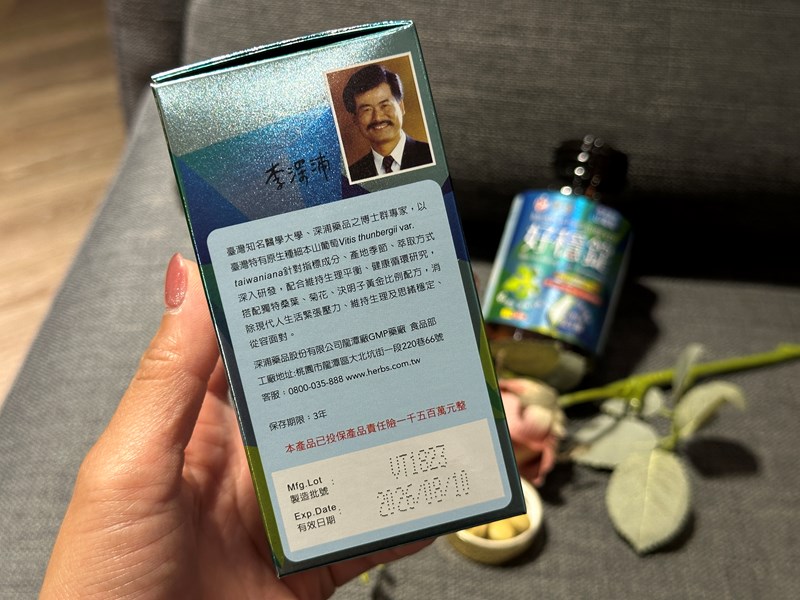 李深浦
臺灣知名醫學大學、深浦藥品之博士群專家，以
臺灣特有原生種細本山葡萄Vitis thunbergii var.
taiwaniana針對指標成分、產地季節、萃取方式
深入研發，配合維持生理平衡、健康循環研究，
搭配獨特桑葉、菊花、決明子黃金比例配方，消
除現代人生活緊張壓力、維持生理及思緒穩定、
從容面對。
深浦藥品股份有限公司龍潭廠GMP藥廠 食品部
工廠地址:桃園市龍潭區大北坑街一段220巷66號
客服：0800-035-888 www.herbs.com.tw
保存期限：3年
本產品已投保產品責任險一千五百萬元整
Mfg.Lot : VT1823
製造批號
Exp.Date : 2026/08/10
有效日期
好穩錠